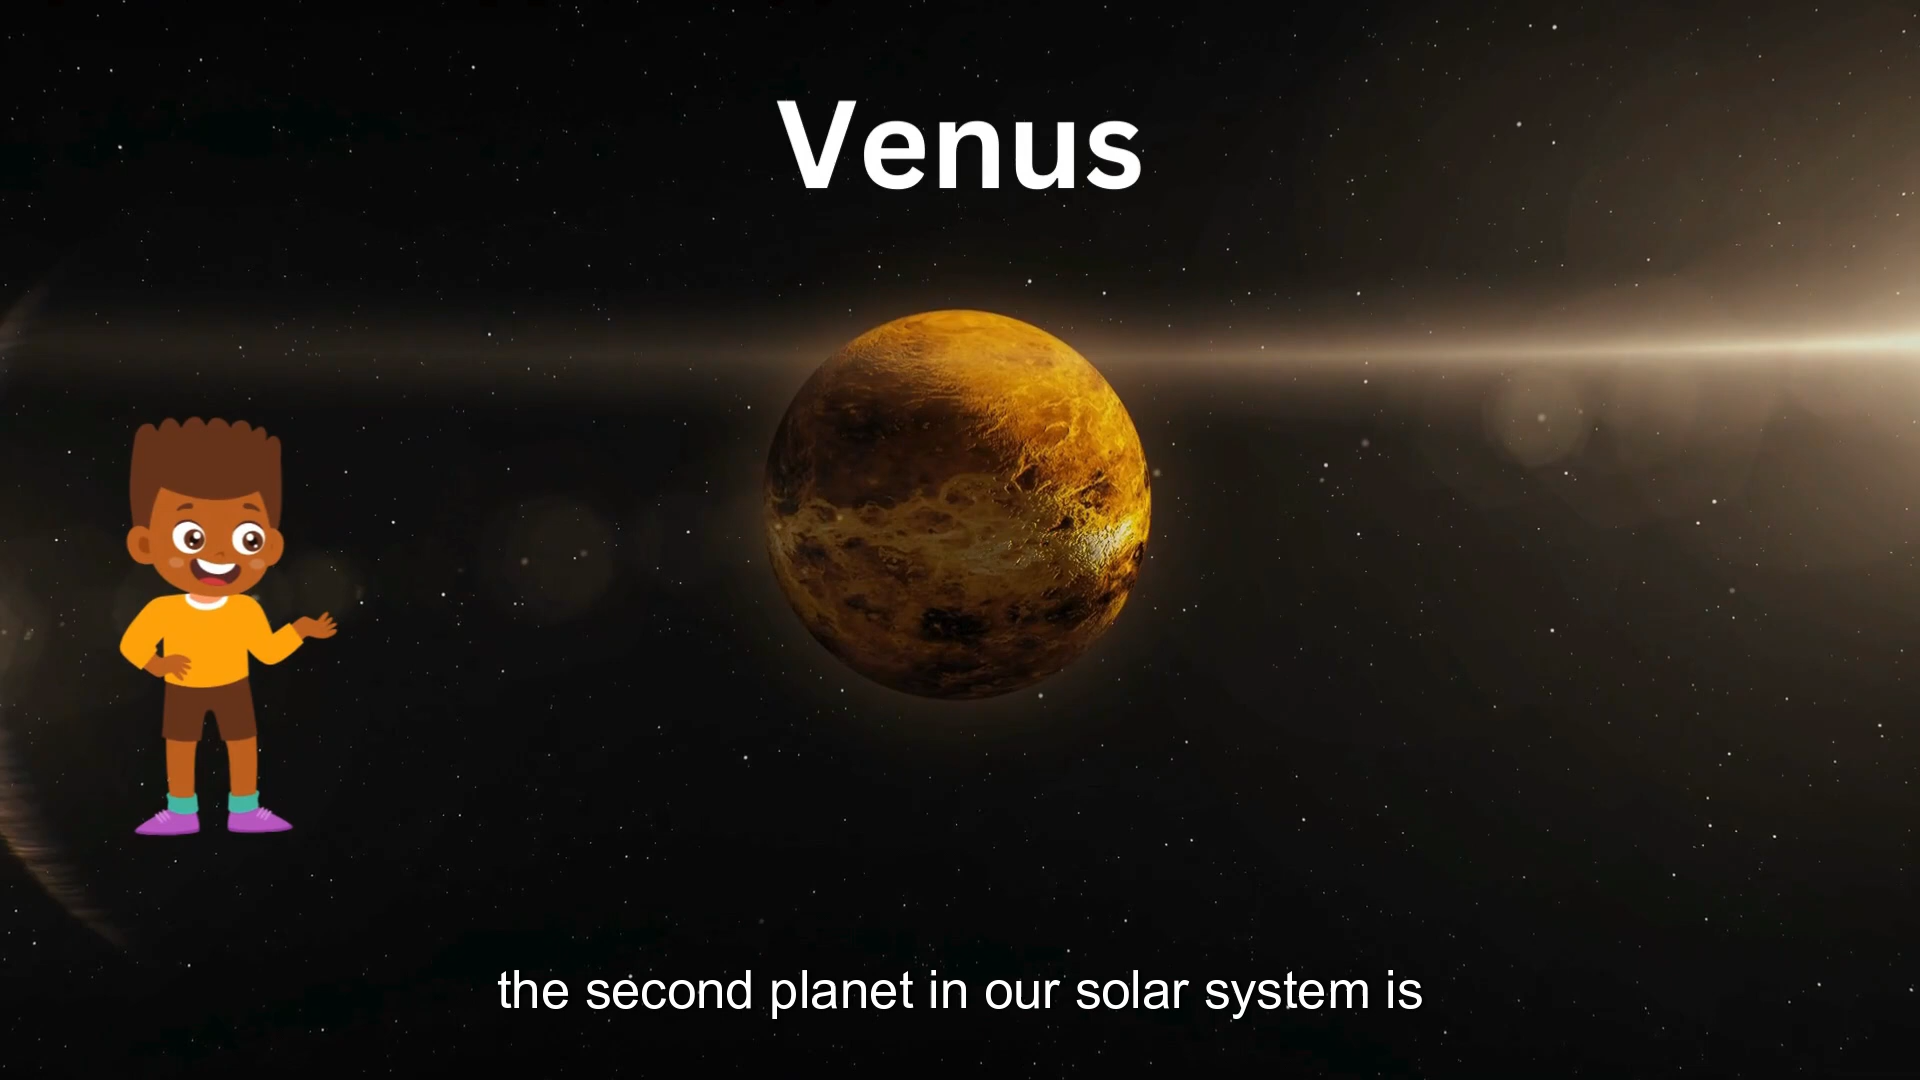 Venus
the second planet in our solar system is